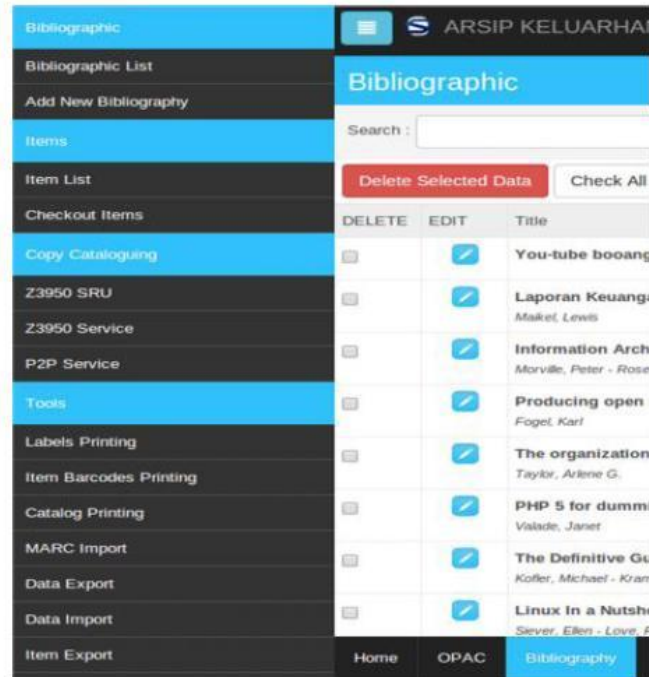 Bibliographic
Bibliographic List
Add New Bibliography
Items
Item List
Checkout Items
Copy Cataloguing
Z3950 SRU
Z3950 Service
P2P Service
Tools
Labels Printing
Item Barcodes Printing
Catalog Printing
MARC Import
Data Export
Data Import
Item Export
ARSIP KELUARHAN
Bibliographic
Search :
Delete Selected Data Check All
DELETE EDIT Title
You-tube booang
Laporan Keuanga
Maikel, Lewis
Information Arch
Morville, Peter - Rose
Producing open
Fogel, Karl
The organization
Taylor, Arlene G.
PHP 5 for dummi
Valade, Janet
The Definitive Gu
Kofler, Michael - Kram
Linux In a Nutshe
Siever, Ellen - Love, R
Home OPAC Bibliography